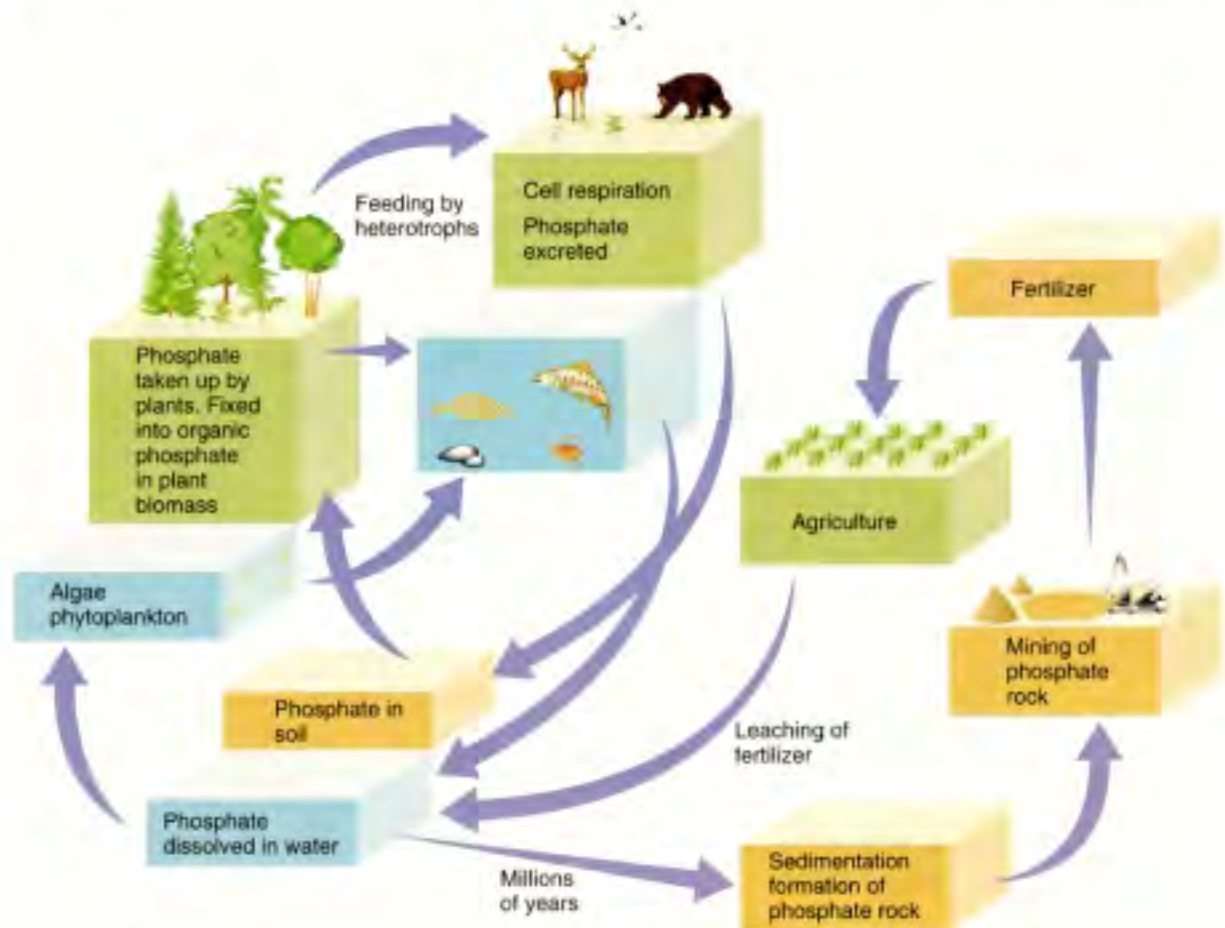 Cell respiration
Phosphate
excreted
Feeding by
heterotrophs
Fertilizer
Phosphate
taken up by
plants. Fixed
into organic
phosphate
in plant
biomass
Agriculture
Algae
phytoplankton
Mining of
phosphate
rock
Phosphate in
soil
Leaching of
fertilizer
Phosphate
dissolved in water
Millions
of years
Sedimentation
formation of
phosphate rock